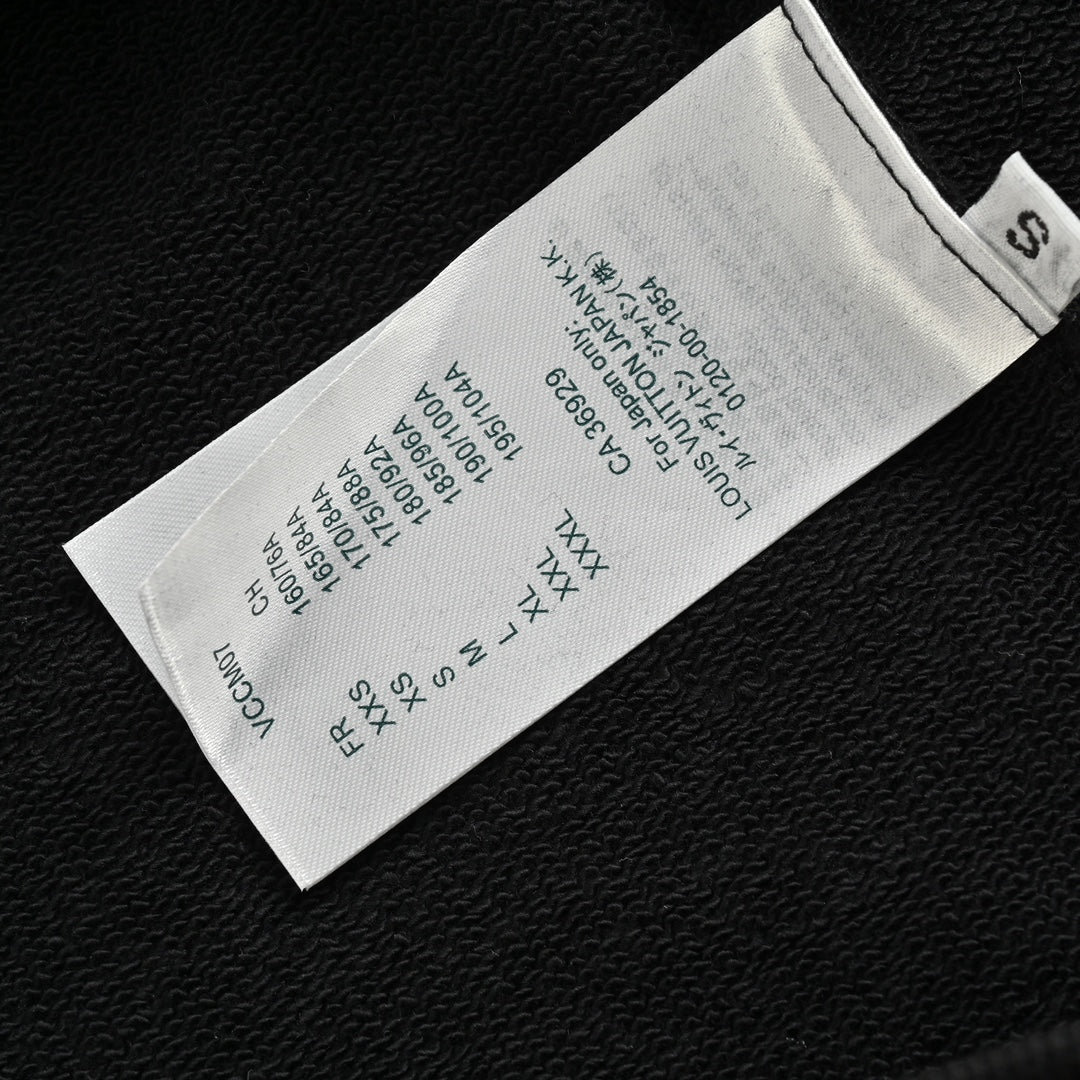 S
VCCM07
FR CH
XXS 160/76A
XS 165/84A
S 170/84A
M 175/88A
L 180/92A
XL 185/96A
XXL 190/100A
XXXL 195/104A
CA 36929
For Japan only:
LOUIS VUITTON JAPAN K.K.
ルイ・ヴィトン ジャパン(株)
0120-00-1854